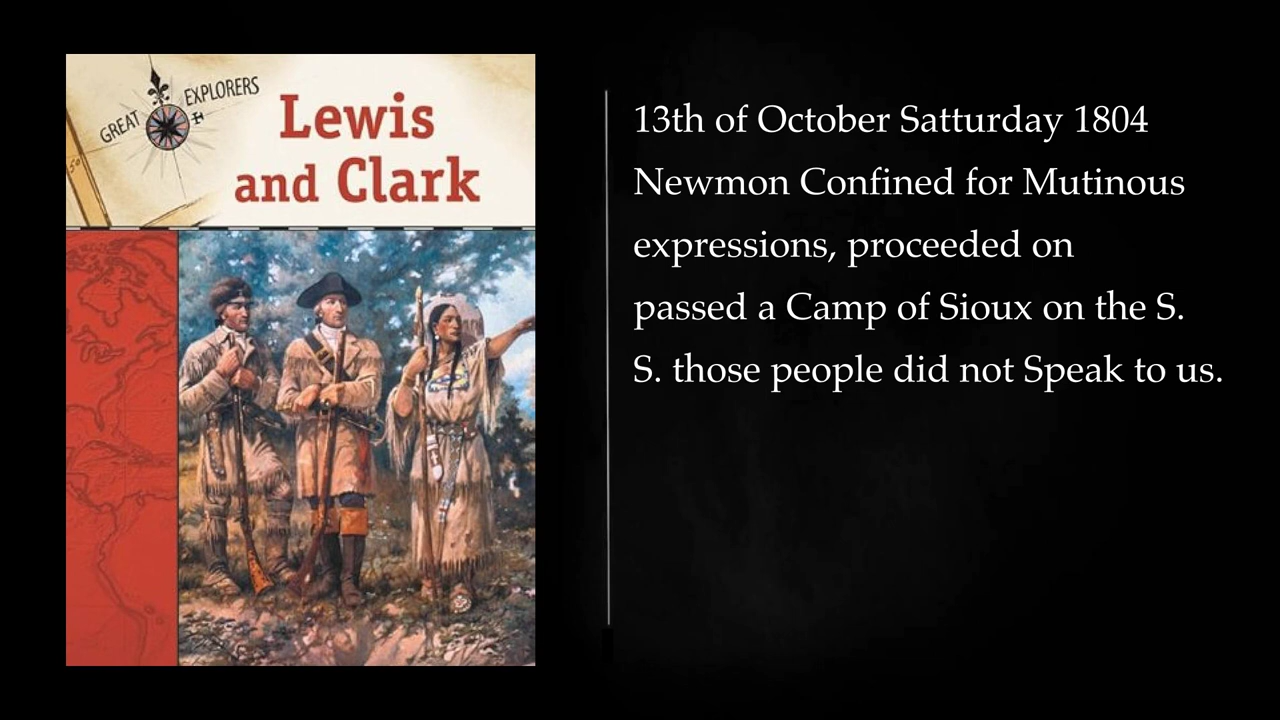 GREAT EXPLORERS
Lewis
and Clark
50
13th of October Satturday 1804
Newmon Confined for Mutinous
expressions, proceeded on
passed a Camp of Sioux on the S.
S. those people did not Speak to us.